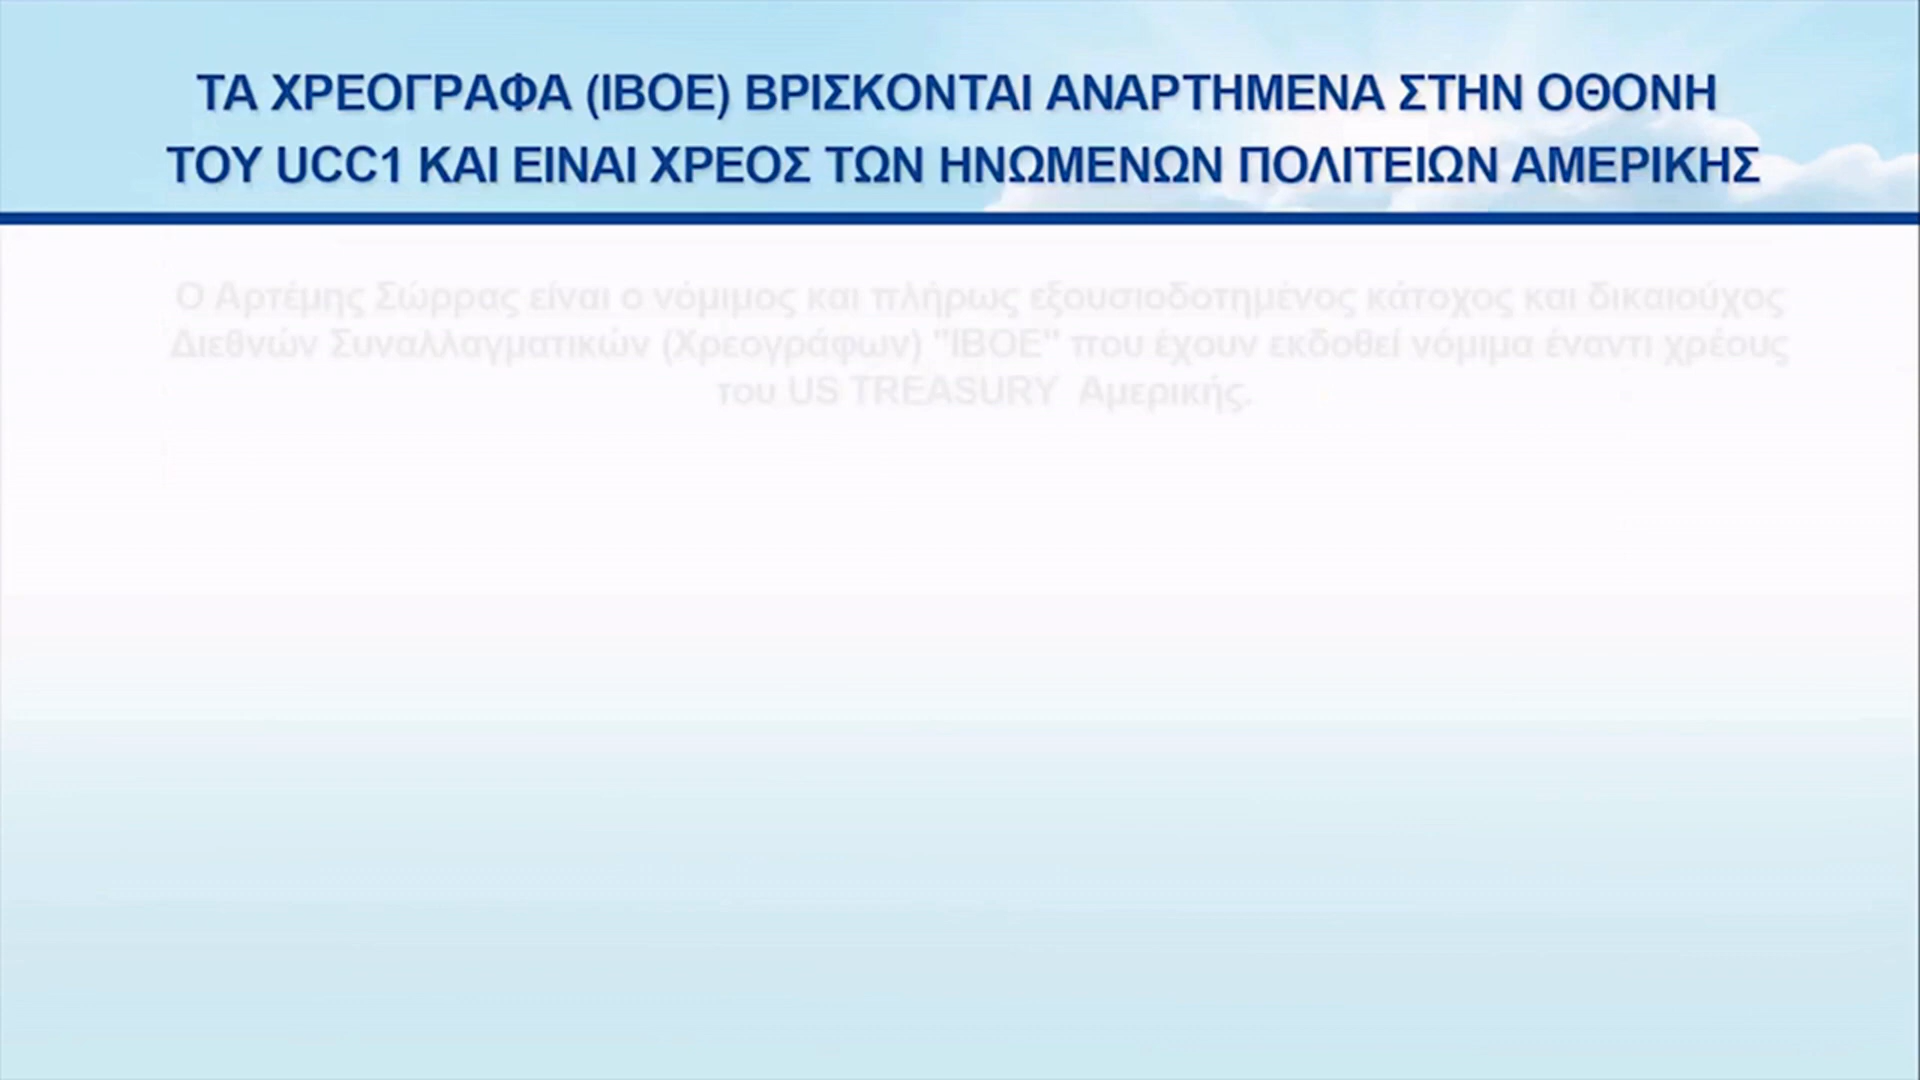 ΤΑ ΧΡΕΟΓΡΑΦΑ (ΙΒΟΕ) ΒΡΙΣΚΟΝΤΑΙ ΑΝΑΡΤΗΜΕΝΑ ΣΤΗΝ ΟΘΟΝΗ
ΤΟΥ UCC1 ΚΑΙ ΕΙΝΑΙ ΧΡΕΟΣ ΤΩΝ ΗΝΩΜΕΝΩΝ ΠΟΛΙΤΕΙΩΝ ΑΜΕΡΙΚΗΣ
Ο Αρτέμης Σώρρας είναι ο νόμιμος και πλήρως εξουσιοδοτημένος κάτοχος και δικαιούχος
Διεθνών Συναλλαγματικών (Χρεογράφων) "IBOE" που έχουν εκδοθεί νόμιμα έναντι χρέους
του US TREASURY Αμερικής.